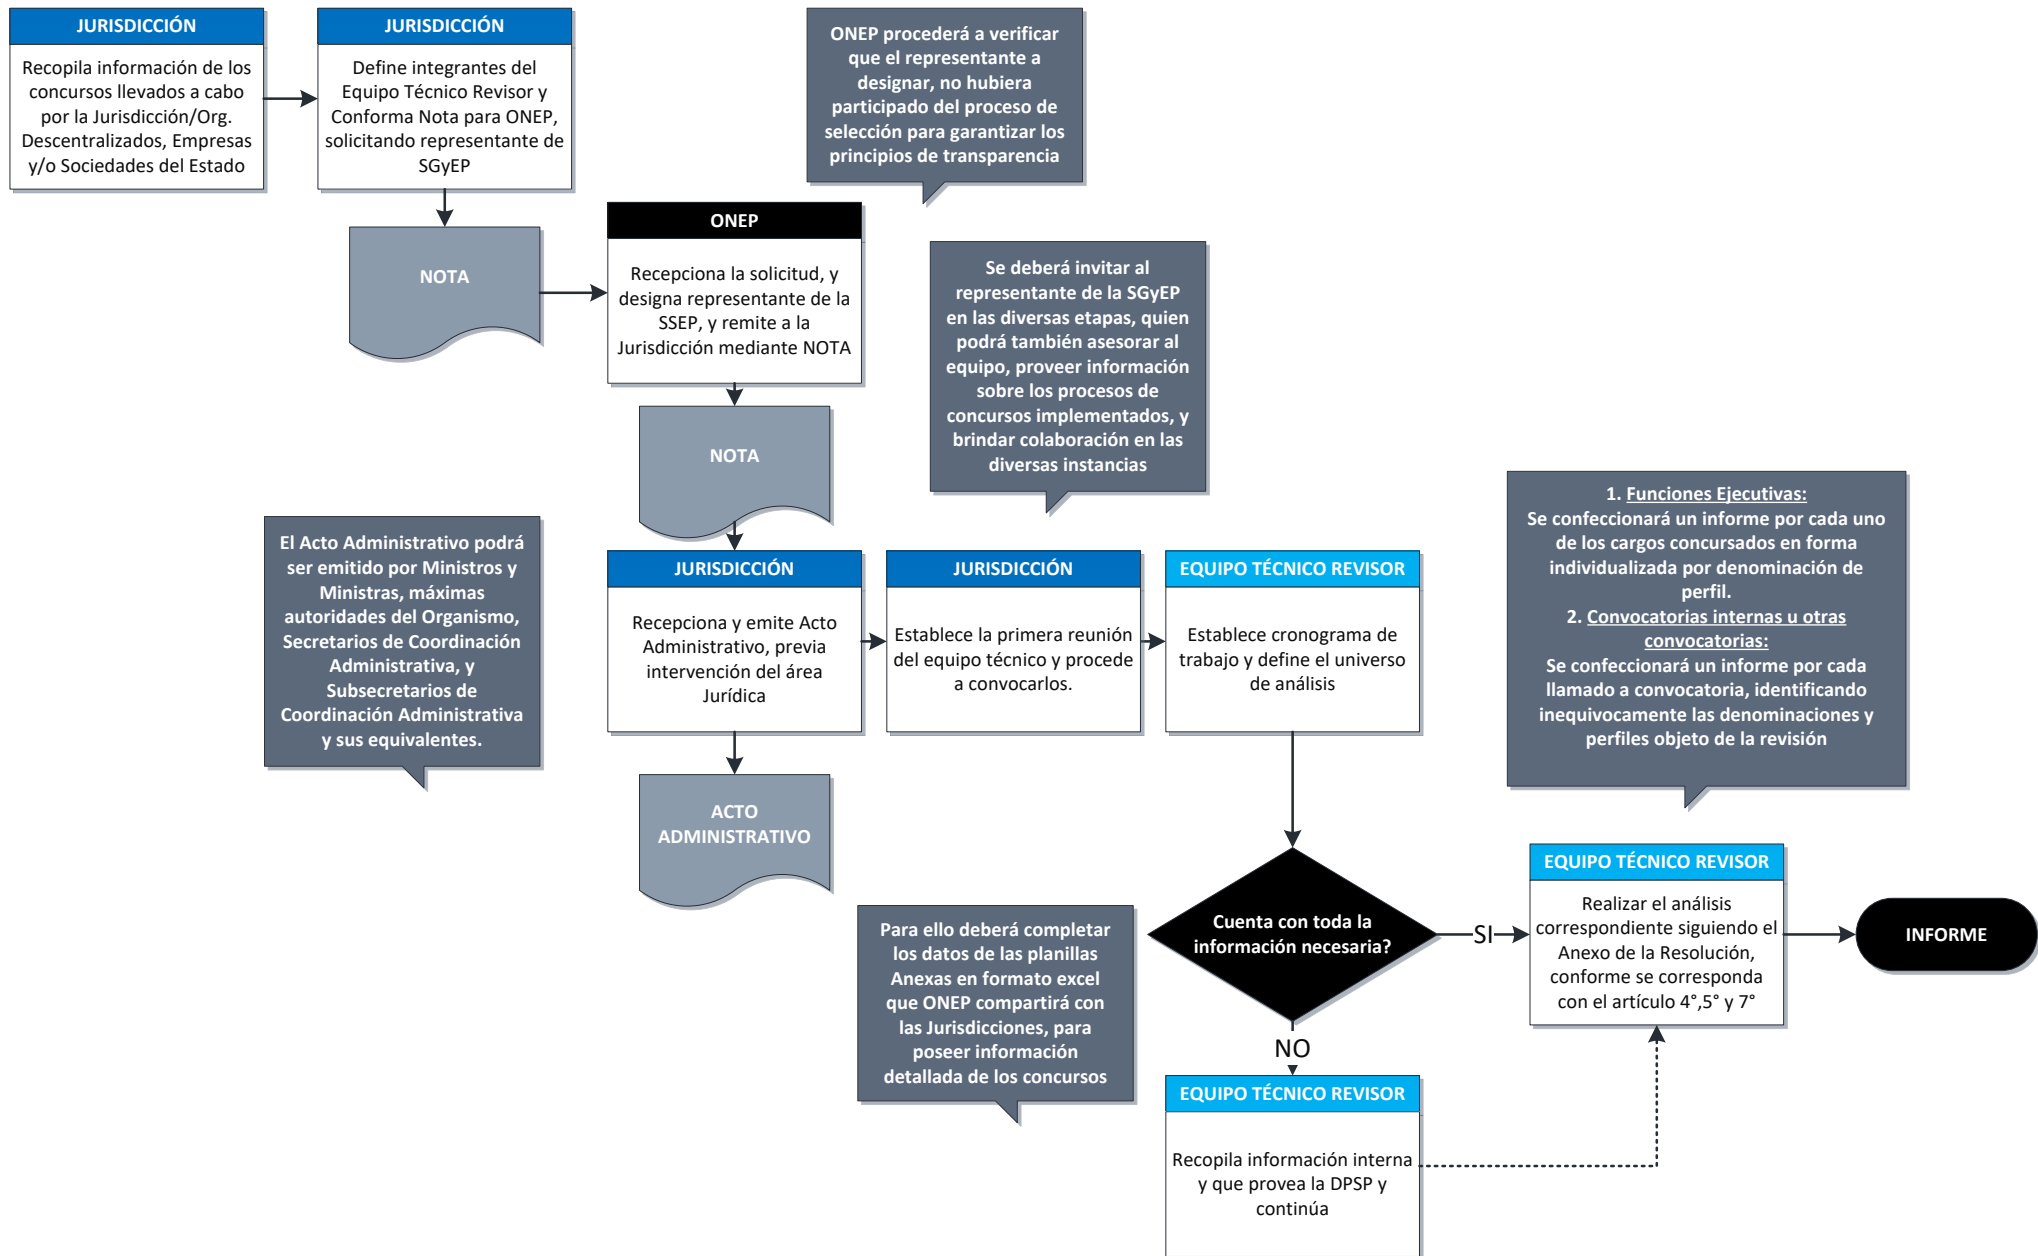 JURISDICCIÓN
Recopila información de los
concursos llevados a cabo
por la Jurisdicción/Org.
Descentralizados, Empresas
y/o Sociedades del Estado
JURISDICCIÓN
Define integrantes del
Equipo Técnico Revisor y
Conforma Nota para ONEP,
solicitando representante de
SGyEP
ONEP procederá a verificar
que el representante a
designar, no hubiera
participado del proceso de
selección para garantizar los
principios de transparencia
NOTA
ONEP
Recepciona la solicitud, y
designa representante de la
SSEP, y remite a la
Jurisdicción mediante NOTA
Se deberá invitar al
representante de la SGyEP
en las diversas etapas, quien
podrá también asesorar al
equipo, proveer información
sobre los procesos de
concursos implementados, y
brindar colaboración en las
diversas instancias
NOTA
El Acto Administrativo podrá
ser emitido por Ministros y
Ministras, máximas
autoridades del Organismo,
Secretarios de Coordinación
Administrativa, y
Subsecretarios de
Coordinación Administrativa
y sus equivalentes.
JURISDICCIÓN
Recepciona y emite Acto
Administrativo, previa
intervención del área
Jurídica
JURISDICCIÓN
Establece la primera reunión
del equipo técnico y procede
a convocarlos.
EQUIPO TÉCNICO REVISOR
Establece cronograma de
trabajo y define el universo
de análisis
1. Funciones Ejecutivas:
Se confeccionará un informe por cada uno
de los cargos concursados en forma
individualizada por denominación de
perfil.
2. Convocatorias internas u otras
convocatorias:
Se confeccionará un informe por cada
llamado a convocatoria, identificando
inequivocamente las denominaciones y
perfiles objeto de la revisión
ACTO
ADMINISTRATIVO
Para ello deberá completar
los datos de las planillas
Anexas en formato excel
que ONEP compartirá con
las Jurisdicciones, para
poseer información
detallada de los concursos
Cuenta con toda la
información necesaria?
SI
EQUIPO TÉCNICO REVISOR
Realizar el análisis
correspondiente siguiendo el
Anexo de la Resolución,
conforme se corresponda
con el artículo 4°,5° y 7°
INFORME
NO
EQUIPO TÉCNICO REVISOR
Recopila información interna
y que provea la DPSP y
continúa